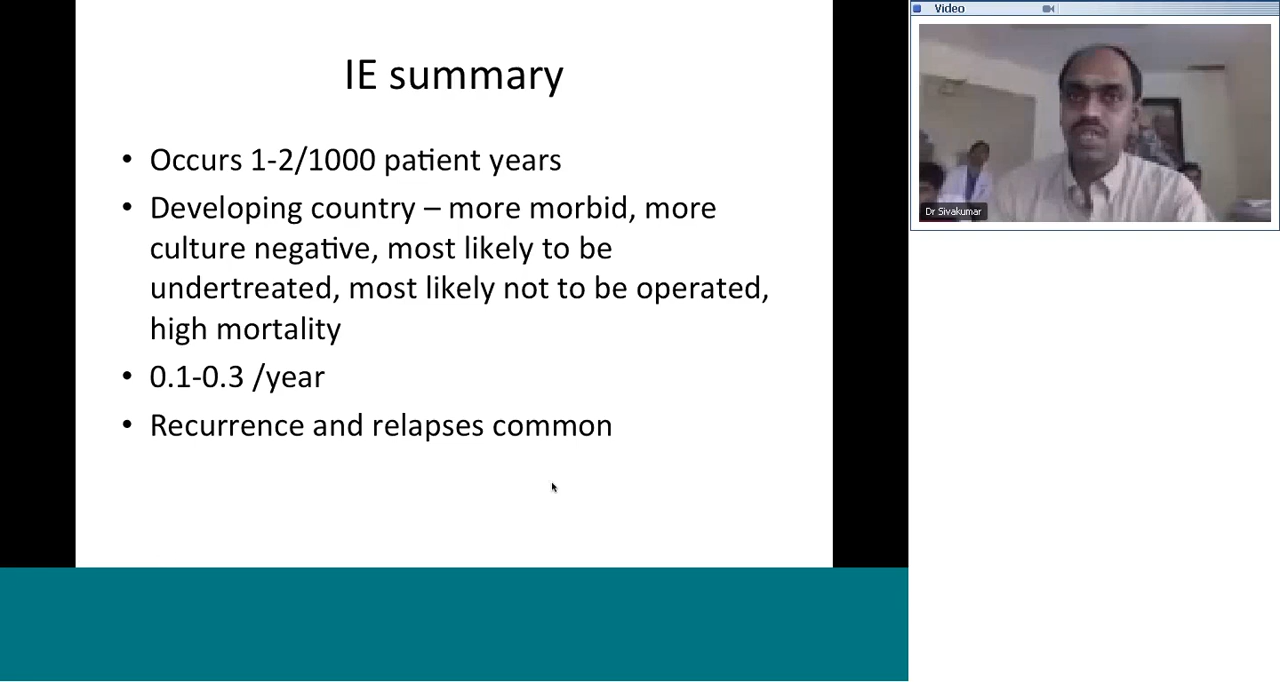 IE summary
• Occurs 1-2/1000 patient years
• Developing country – more morbid, more
culture negative, most likely to be
undertreated, most likely not to be operated,
high mortality
• 0.1-0.3 /year
• Recurrence and relapses common
Video
Dr Sivakumar